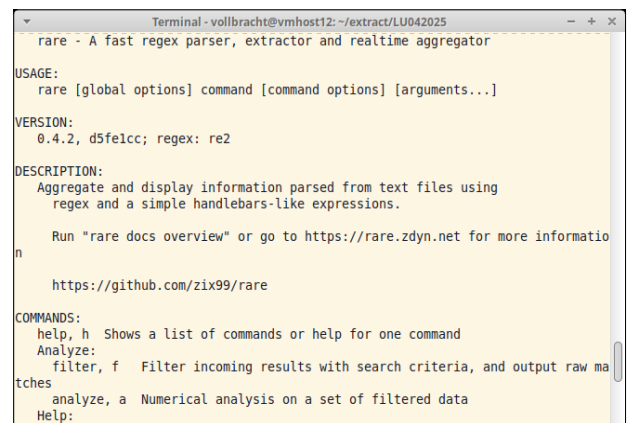 Terminal - vollbracht@vmhost12: ~/extract/LU042025
rare - A fast regex parser, extractor and realtime aggregator
USAGE:
rare [global options] command [command options] [arguments...]
VERSION:
0.4.2, d5fe1cc; regex: re2
DESCRIPTION:
Aggregate and display information parsed from text files using
regex and a simple handlebars-like expressions.
Run "rare docs overview" or go to https://rare.zdyn.net for more informatio
n
https://github.com/zix99/rare
COMMANDS:
help, h  Shows a list of commands or help for one command
Analyze:
filter, f   Filter incoming results with search criteria, and output raw ma
tches
analyze, a  Numerical analysis on a set of filtered data
Help: